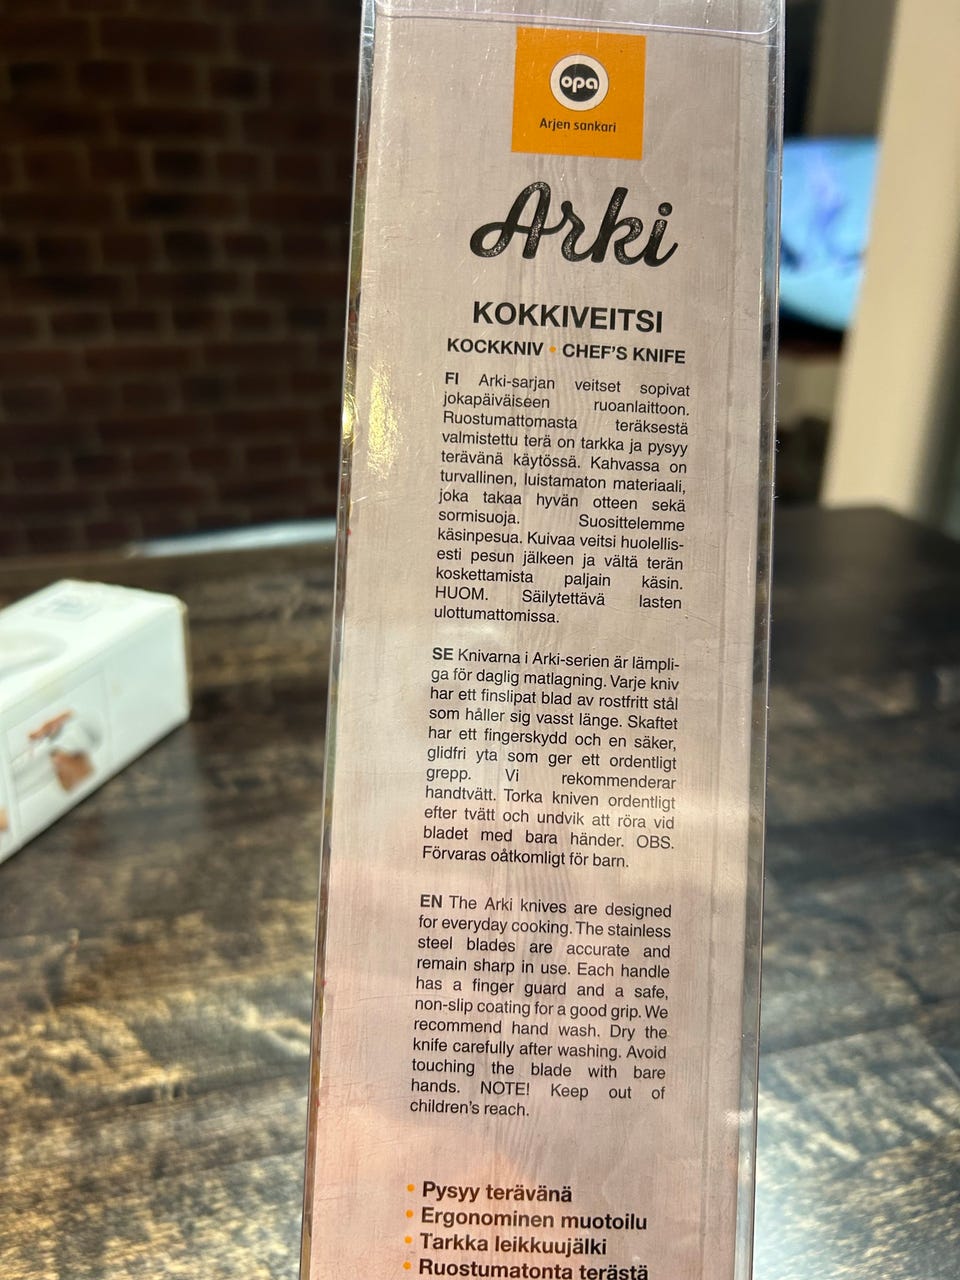 opa
Arjen sankari
Arki
KOKKIVEITSI
KOCKKNIV • CHEF'S KNIFE
FI Arki-sarjan veitset sopivat
jokapäiväiseen ruoanlaittoon.
Ruostumattomasta teräksestä
valmistettu terä on tarkka ja pysyy
terävänä käytössä. Kahvassa on
turvallinen, luistamaton materiaali,
joka takaa hyvän otteen sekä
sormisuoja. Suosittelemme
käsinpesua. Kuivaa veitsi huolellis-
esti pesun jälkeen ja vältä terän
koskettamista paljain käsin.
HUOM. Säilytettävä lasten
ulottumattomissa.
SE Knivarna i Arki-serien är lämpli-
ga för daglig matlagning. Varje kniv
har ett finslipat blad av rostfritt stål
som håller sig vasst länge. Skaftet
har ett fingerskydd och en säker,
glidfri yta som ger ett ordentligt
grepp. Vi rekommenderar
handtvätt. Torka kniven ordentligt
efter tvätt och undvik att röra vid
bladet med bara händer. OBS.
Förvaras oåtkomligt för barn.
EN The Arki knives are designed
for everyday cooking. The stainless
steel blades are accurate and
remain sharp in use. Each handle
has a finger guard and a safe,
non-slip coating for a good grip. We
recommend hand wash. Dry the
knife carefully after washing. Avoid
touching the blade with bare
hands. NOTE! Keep out of
children's reach.
• Pysyy terävänä
• Ergonominen muotoilu
• Tarkka leikkuujälki
• Ruostumatonta terästä